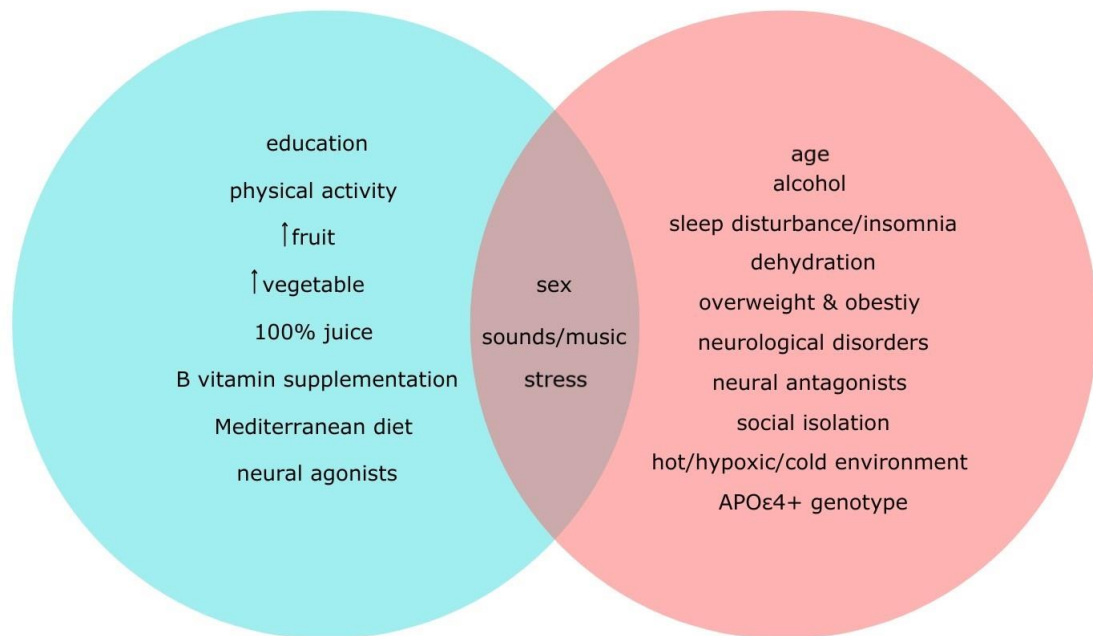 education
physical activity
↑fruit
↑vegetable
100% juice
B vitamin supplementation
Mediterranean diet
neural agonists
sex
sounds/music
stress
age
alcohol
sleep disturbance/insomnia
dehydration
overweight & obestiy
neurological disorders
neural antagonists
social isolation
hot/hypoxic/cold environment
APOε4+ genotype